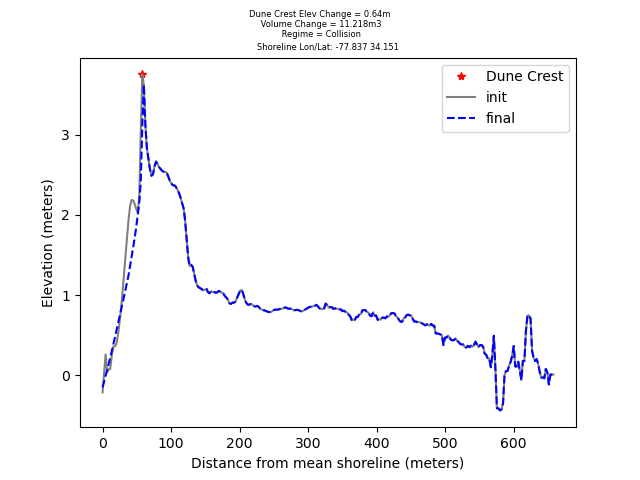 Dune Crest Elev Change = 0.64m
Volume Change = 11.218m3
Regime = Collision
Shoreline Lon/Lat: -77.837 34.151
Dune Crest
init
final
Elevation (meters)
3
2
1
0
0 100 200 300 400 500 600
Distance from mean shoreline (meters)